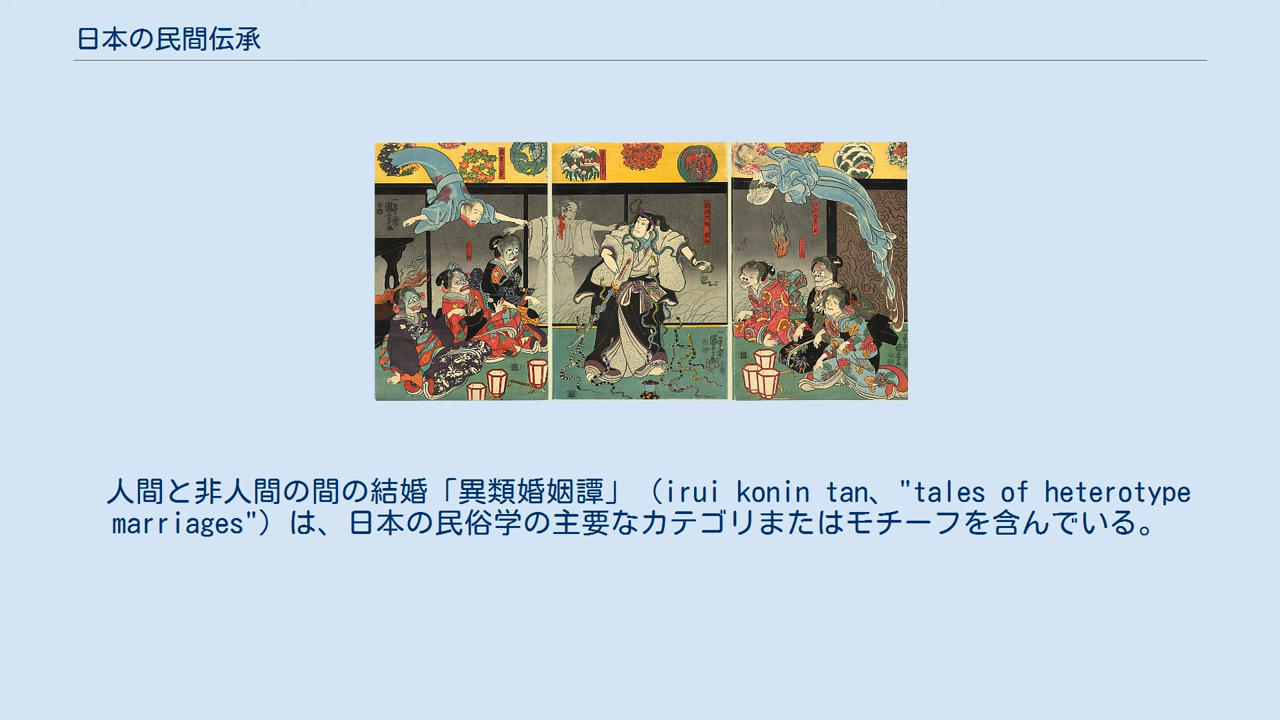 日本の民間伝承
人間と非人間の間の結婚「異類婚姻譚」（irui konin tan、"tales of heterotype
marriages"）は、日本の民俗学の主要なカテゴリまたはモチーフを含んでいる。